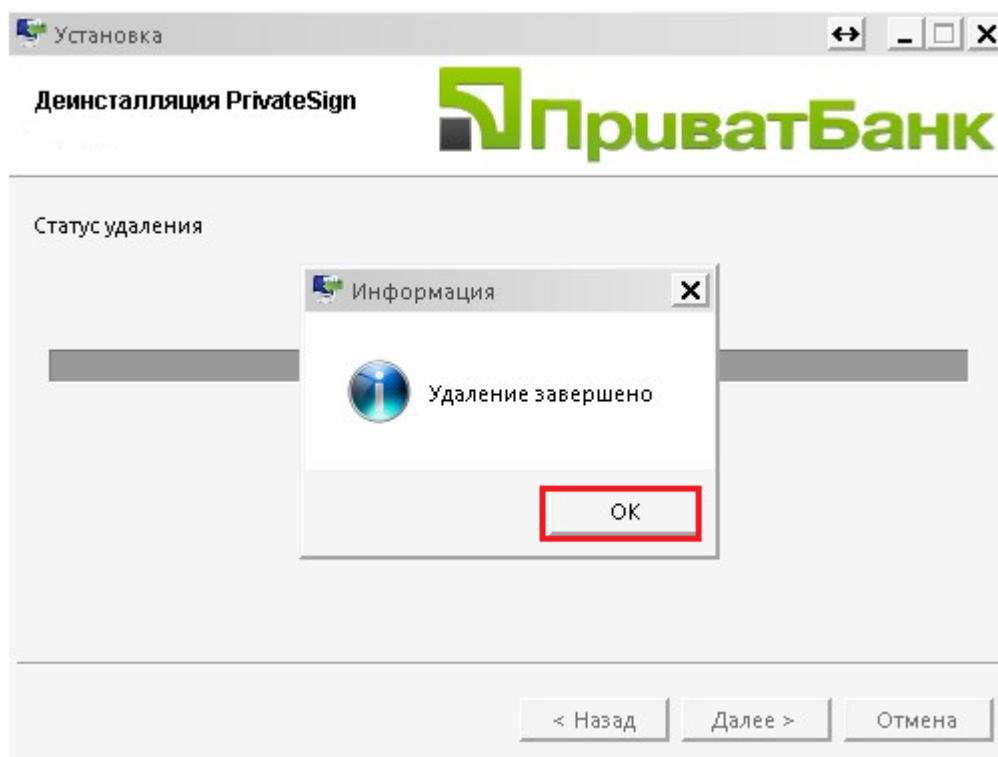 Установка
Деинсталляция PrivateSign
ПриватБанк
Статус удаления
Информация
Удаление завершено
OK
< Назад
Далее >
Отмена